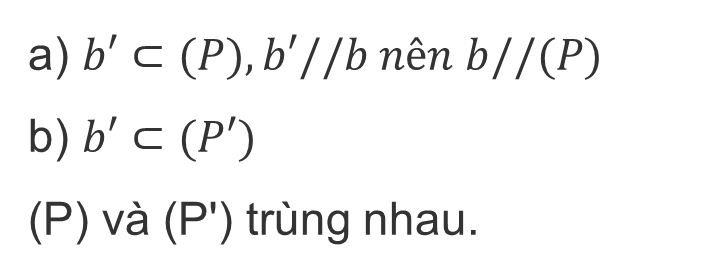 a) b′ ⊂ (P), b′//b nên b//(P)
b) b′ ⊂ (P′)
(P) và (P') trùng nhau.